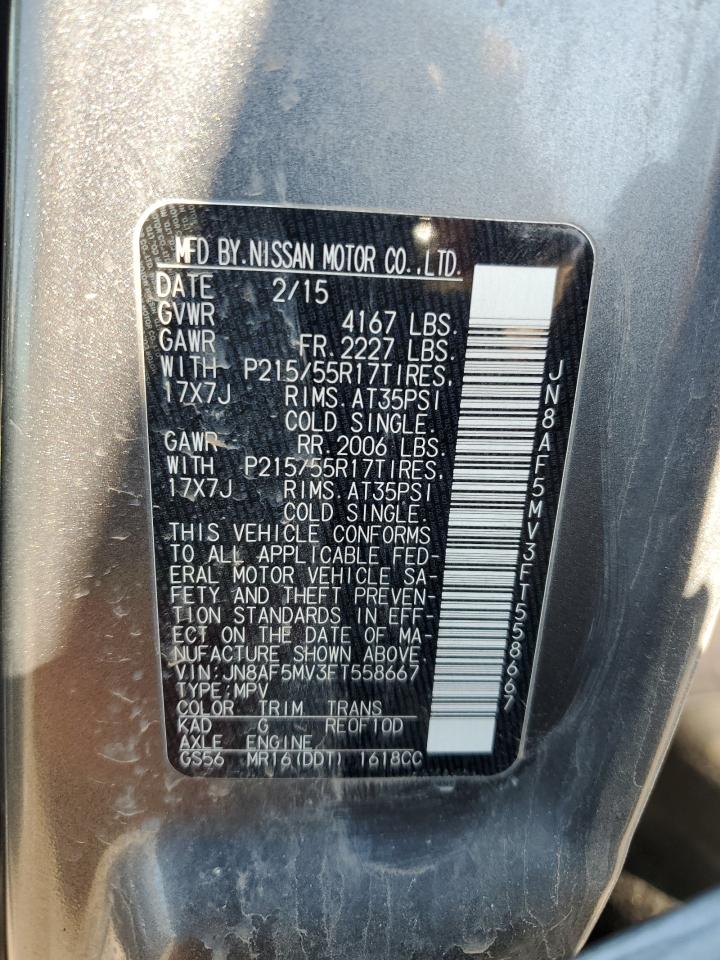 MFD BY.NISSAN MOTOR CO.,LTD.
DATE 2/15
GVWR 4167 LBS.
GAWR FR.2227 LBS.
WITH P215/55R17TIRES,
17X7J RIMS.AT35PSI
COLD SINGLE.
GAWR RR.2006 LBS.
WITH P215/55R17TIRES,
17X7J RIMS.AT35PSI
COLD SINGLE.
THIS VEHICLE CONFORMS
TO ALL APPLICABLE FED-
ERAL MOTOR VEHICLE SA-
FETY AND THEFT PREVEN-
TION STANDARDS IN EFF-
ECT ON THE DATE OF MA-
NUFACTURE SHOWN ABOVE.
VIN:JN8AF5MV3FT558667
TYPE:MPV
COLOR TRIM TRANS
KAD G RE0F10D
AXLE ENGINE
GS56 MR16(DDT) 1618CC
JN8AF5MV3FT558667